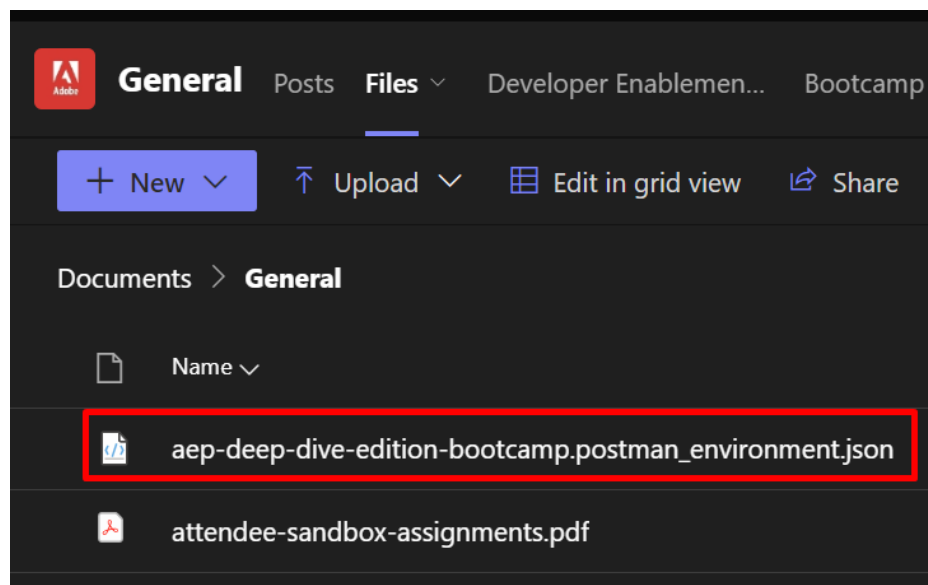 Adobe
General Posts Files Developer Enablemen... Bootcamp
New Upload Edit in grid view Share
Documents > General
Name
aep-deep-dive-edition-bootcamp.postman_environment.json
attendee-sandbox-assignments.pdf